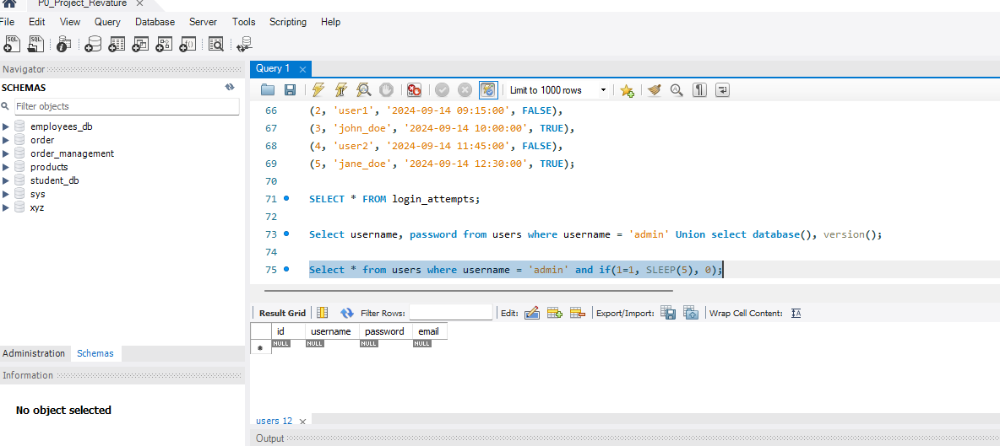 P0_Project_Revature
File Edit View Query Database Server Tools Scripting Help
Navigator
SCHEMAS
Filter objects
employees_db
order
order_management
products
student_db
sys
xyz
Administration Schemas
Information
No object selected
Query 1
Limit to 1000 rows
66 (2, 'user1', '2024-09-14 09:15:00', FALSE),
67 (3, 'john_doe', '2024-09-14 10:00:00', TRUE),
68 (4, 'user2', '2024-09-14 11:45:00', FALSE),
69 (5, 'jane_doe', '2024-09-14 12:30:00', TRUE);
70
71 SELECT * FROM login_attempts;
72
73 Select username, password from users where username = 'admin' Union select database(), version();
74
75 Select * from users where username = 'admin' and if(1=1, SLEEP(5), 0);
Result Grid Filter Rows: Edit: Export/Import: Wrap Cell Content:
id username password email
NULL NULL NULL NULL
users 12
Output